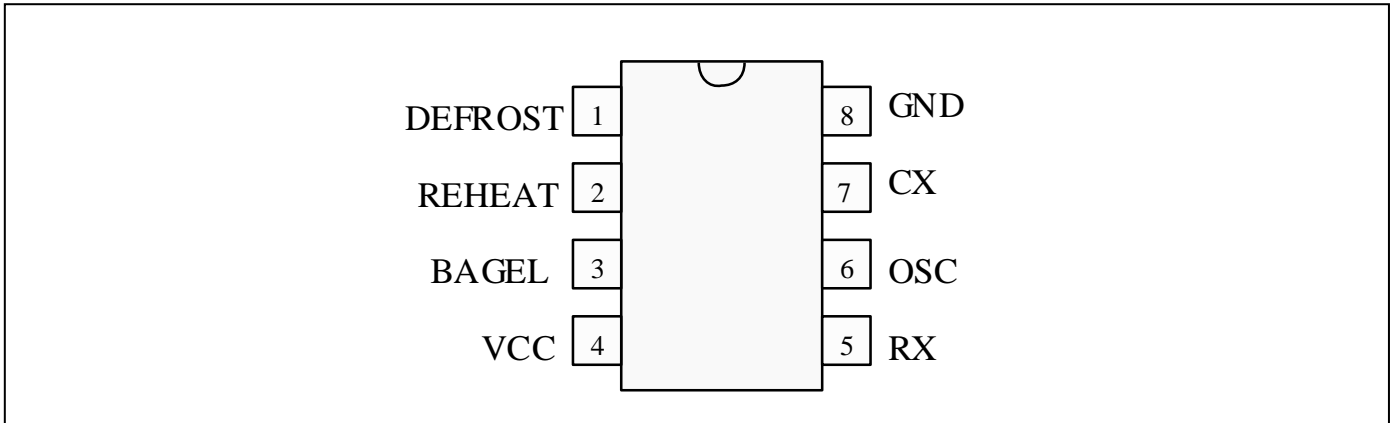 DEFROST 1 8 GND
REHEAT 2 7 CX
BAGEL 3 6 OSC
VCC 4 5 RX